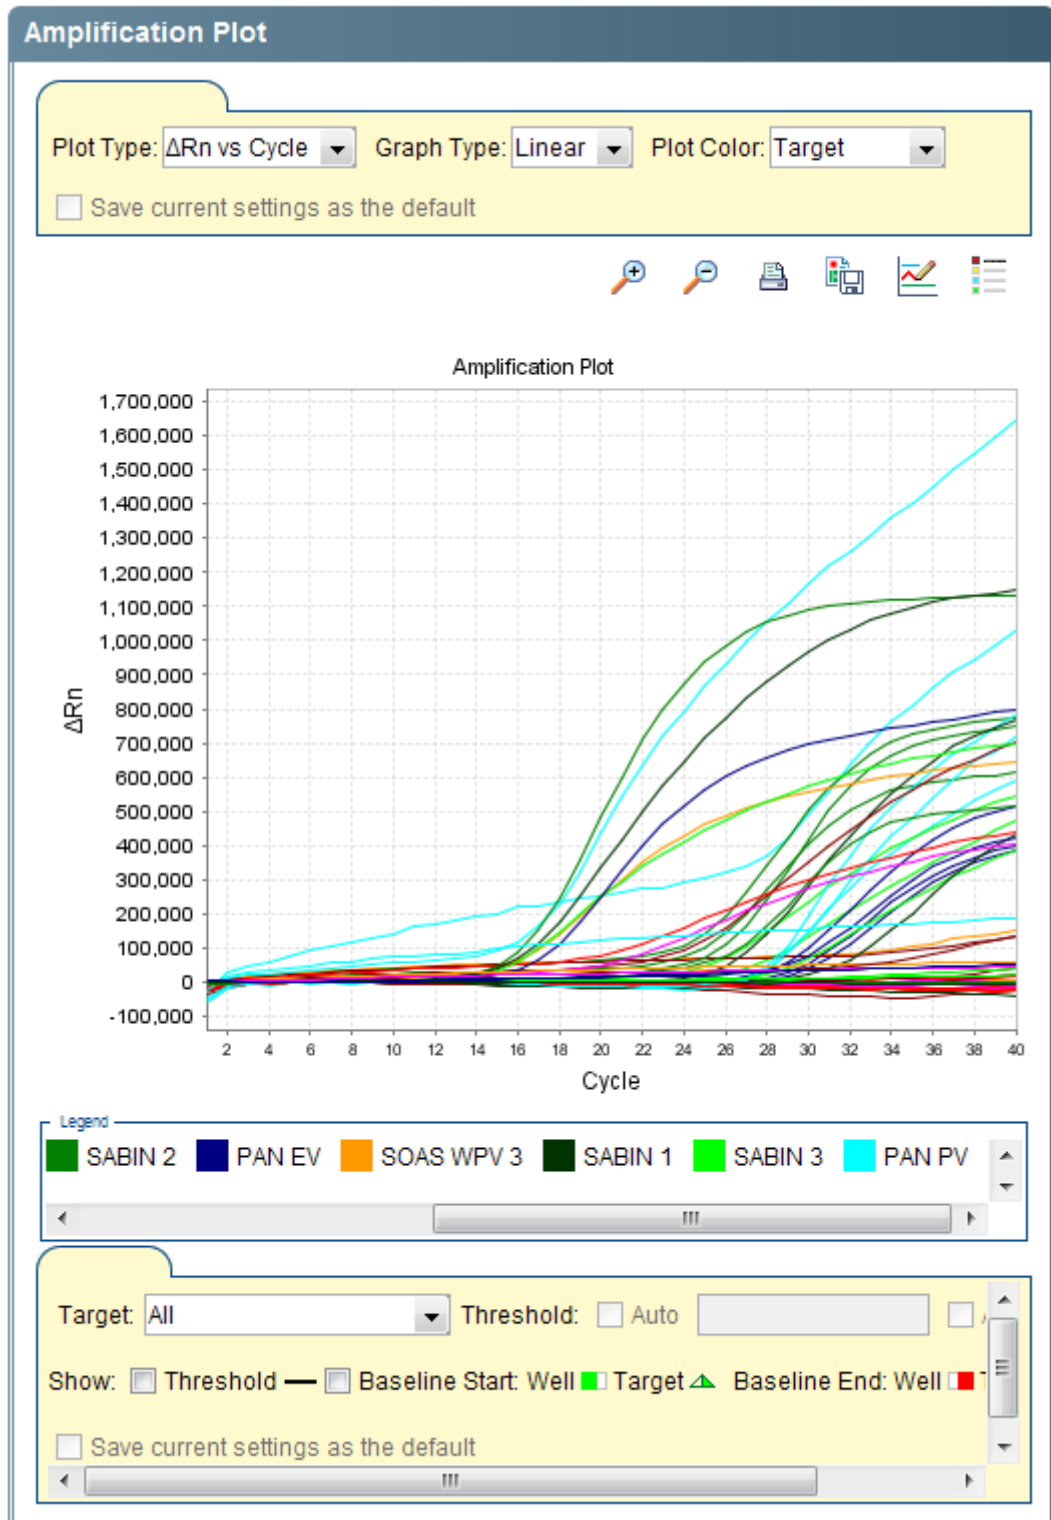 Amplification Plot
Plot Type: ΔRn vs Cycle Graph Type: Linear Plot Color: Target
Save current settings as the default
Amplification Plot
1,700,000
1,600,000
1,500,000
1,400,000
1,300,000
1,200,000
1,100,000
1,000,000
900,000
800,000
700,000
600,000
500,000
400,000
300,000
200,000
100,000
0
-100,000
ΔRn
2 4 6 8 10 12 14 16 18 20 22 24 26 28 30 32 34 36 38 40
Cycle
Legend
SABIN 2 PAN EV SOAS WPV 3 SABIN 1 SABIN 3 PAN PV
Target: All Threshold: Auto
Show: Threshold Baseline Start: Well Target Baseline End: Well
Save current settings as the default